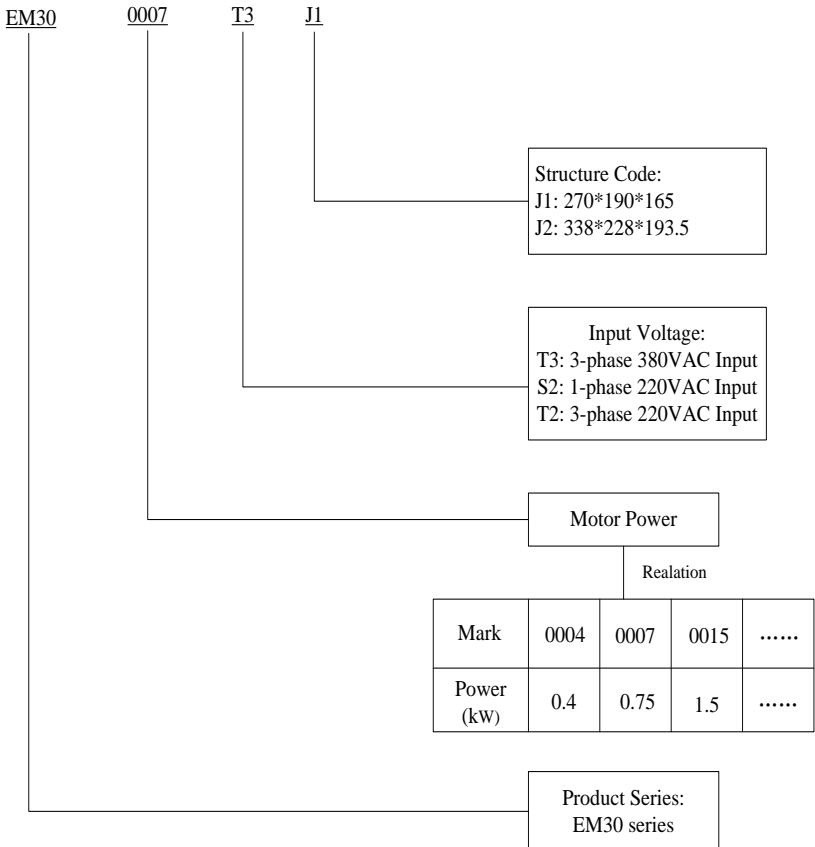 EM30 0007 T3 J1
Structure Code:
J1: 270*190*165
J2: 338*228*193.5
Input Voltage:
T3: 3-phase 380VAC Input
S2: 1-phase 220VAC Input
T2: 3-phase 220VAC Input
Motor Power
Realation
Mark 0004 0007 0015 ······
Power (kW) 0.4 0.75 1.5 ······
Product Series:
EM30 series